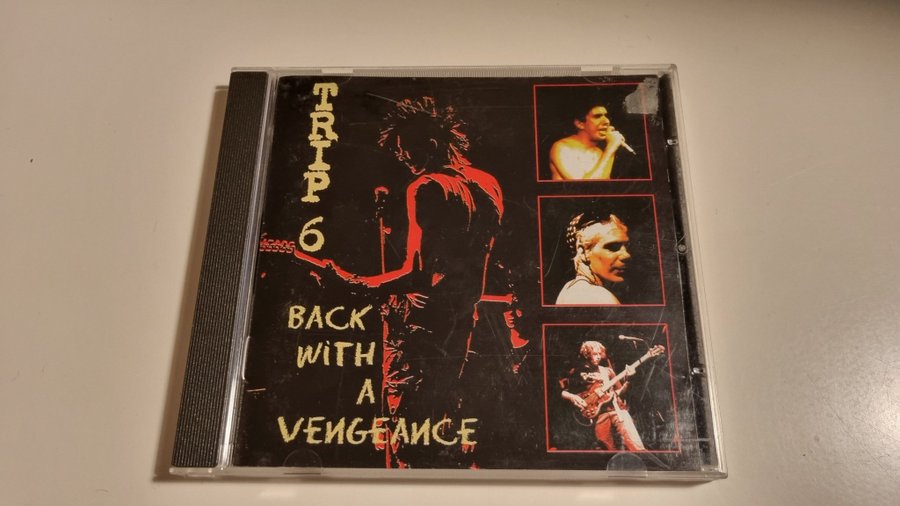 TRIP 6
BACK
WiTH
A
VENGEANCE